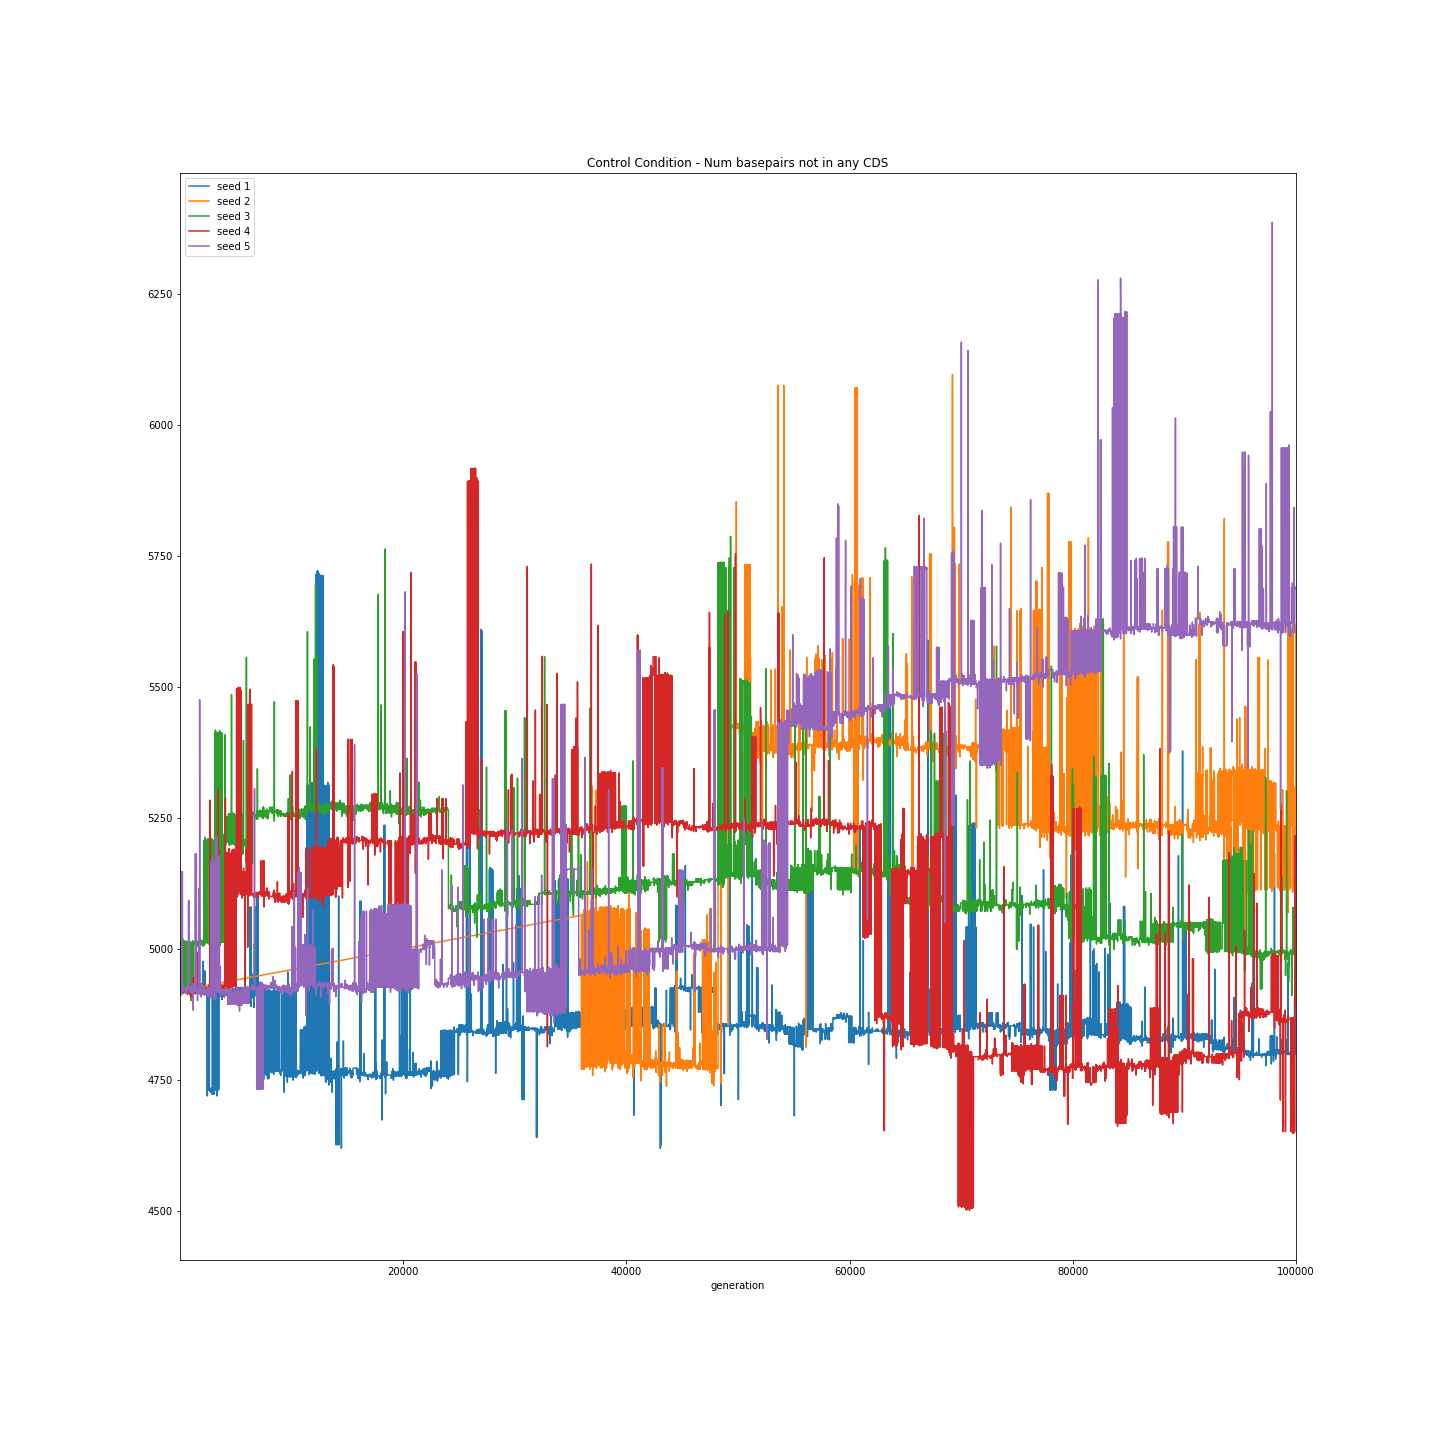 Control Condition - Num basepairs not in any CDS
seed 1
seed 2
seed 3
seed 4
seed 5
6250
6000
5750
5500
5250
5000
4750
4500
20000
40000
60000
80000
100000
generation